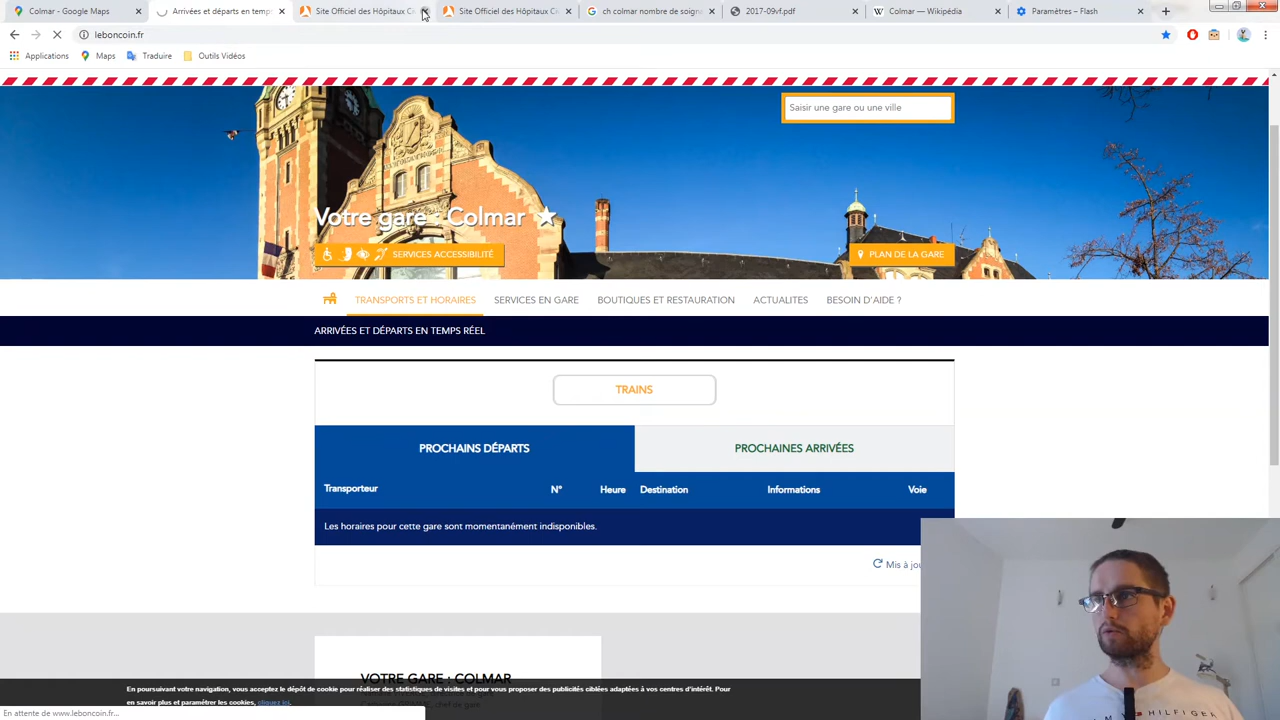 Colmar - Google Maps
Arrivées et départs en temps
Site Officiel des Hôpitaux Ci
Site Officiel des Hôpitaux Ci
ch colmar nombre de soigna
2017-09vf.pdf
Colmar — Wikipédia
Paramètres – Flash
leboncoin.fr
Applications
Maps
Traduire
Outils Vidéos
Saisir une gare ou une ville
Votre gare : Colmar
SERVICES ACCESSIBILITÉ
PLAN DE LA GARE
TRANSPORTS ET HORAIRES
SERVICES EN GARE
BOUTIQUES ET RESTAURATION
ACTUALITES
BESOIN D'AIDE ?
ARRIVÉES ET DÉPARTS EN TEMPS RÉEL
TRAINS
PROCHAINS DÉPARTS
PROCHAINES ARRIVÉES
Transporteur
N°
Heure
Destination
Informations
Voie
Les horaires pour cette gare sont momentanément indisponibles.
Mis à jou
VOTRE GARE : COLMAR
En poursuivant votre navigation, vous acceptez le dépôt de cookie pour réaliser des statistiques de visites et pour vous proposer des publicités ciblées adaptées à vos centres d'intérêt. Pour
en savoir plus et paramétrer les cookies, cliquez ici.
En attente de www.leboncoin.fr...
HILFIGER